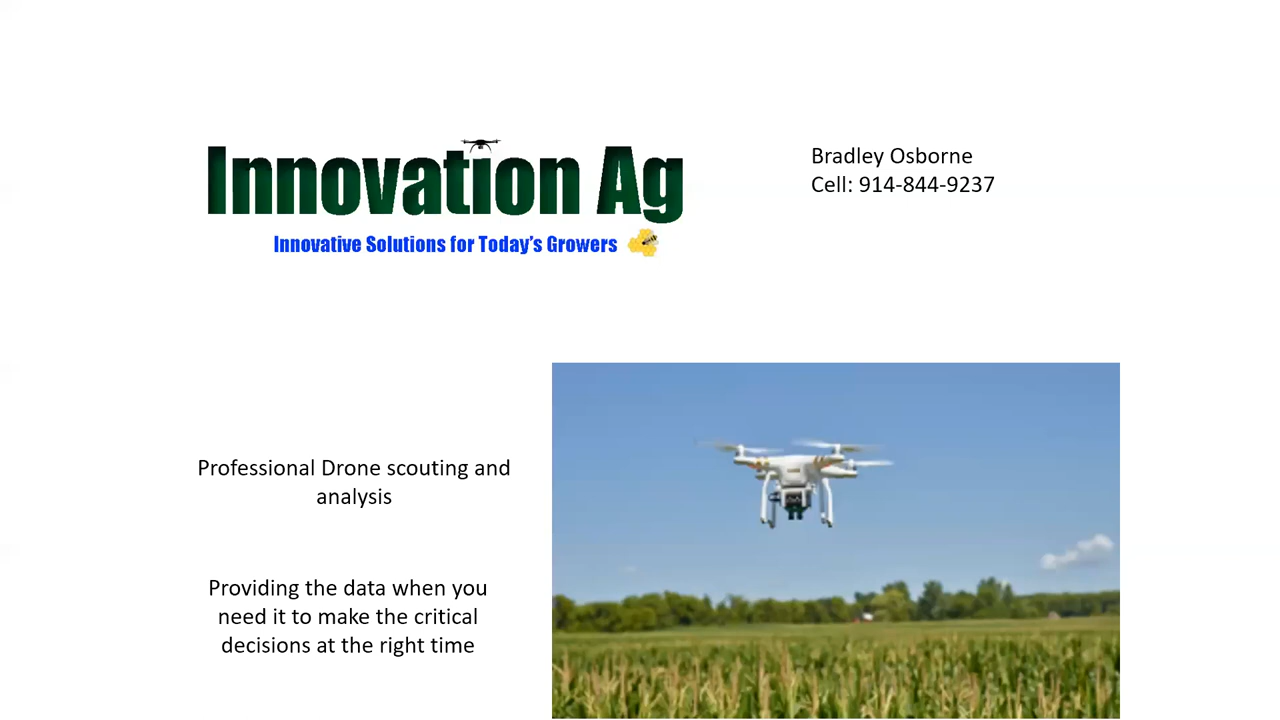 Innovation Ag
Innovative Solutions for Today's Growers
Bradley Osborne
Cell: 914-844-9237
Professional Drone scouting and
analysis
Providing the data when you
need it to make the critical
decisions at the right time